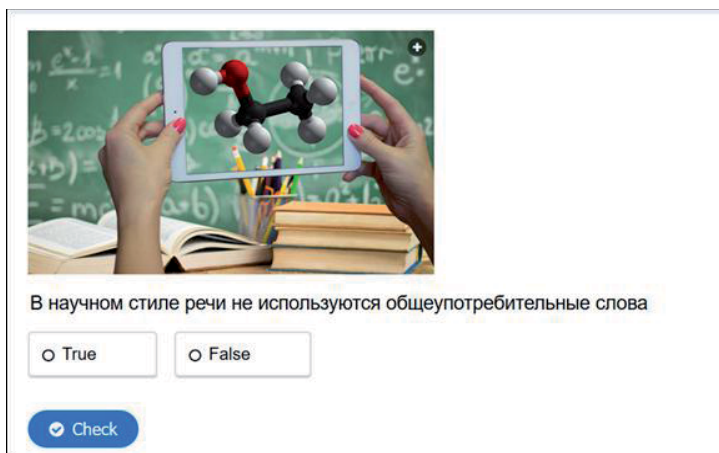 В научном стиле речи не используются общеупотребительные слова
True
False
Check